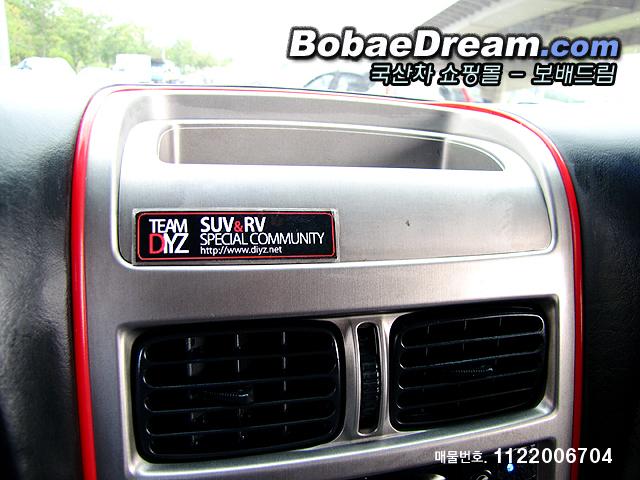 BobaeDream.com
국산차 쇼핑몰 - 보배드림
TEAM DIYZ
SUV&RV
SPECIAL COMMUNITY
http://www.diyz.net
매물번호. 1122006704